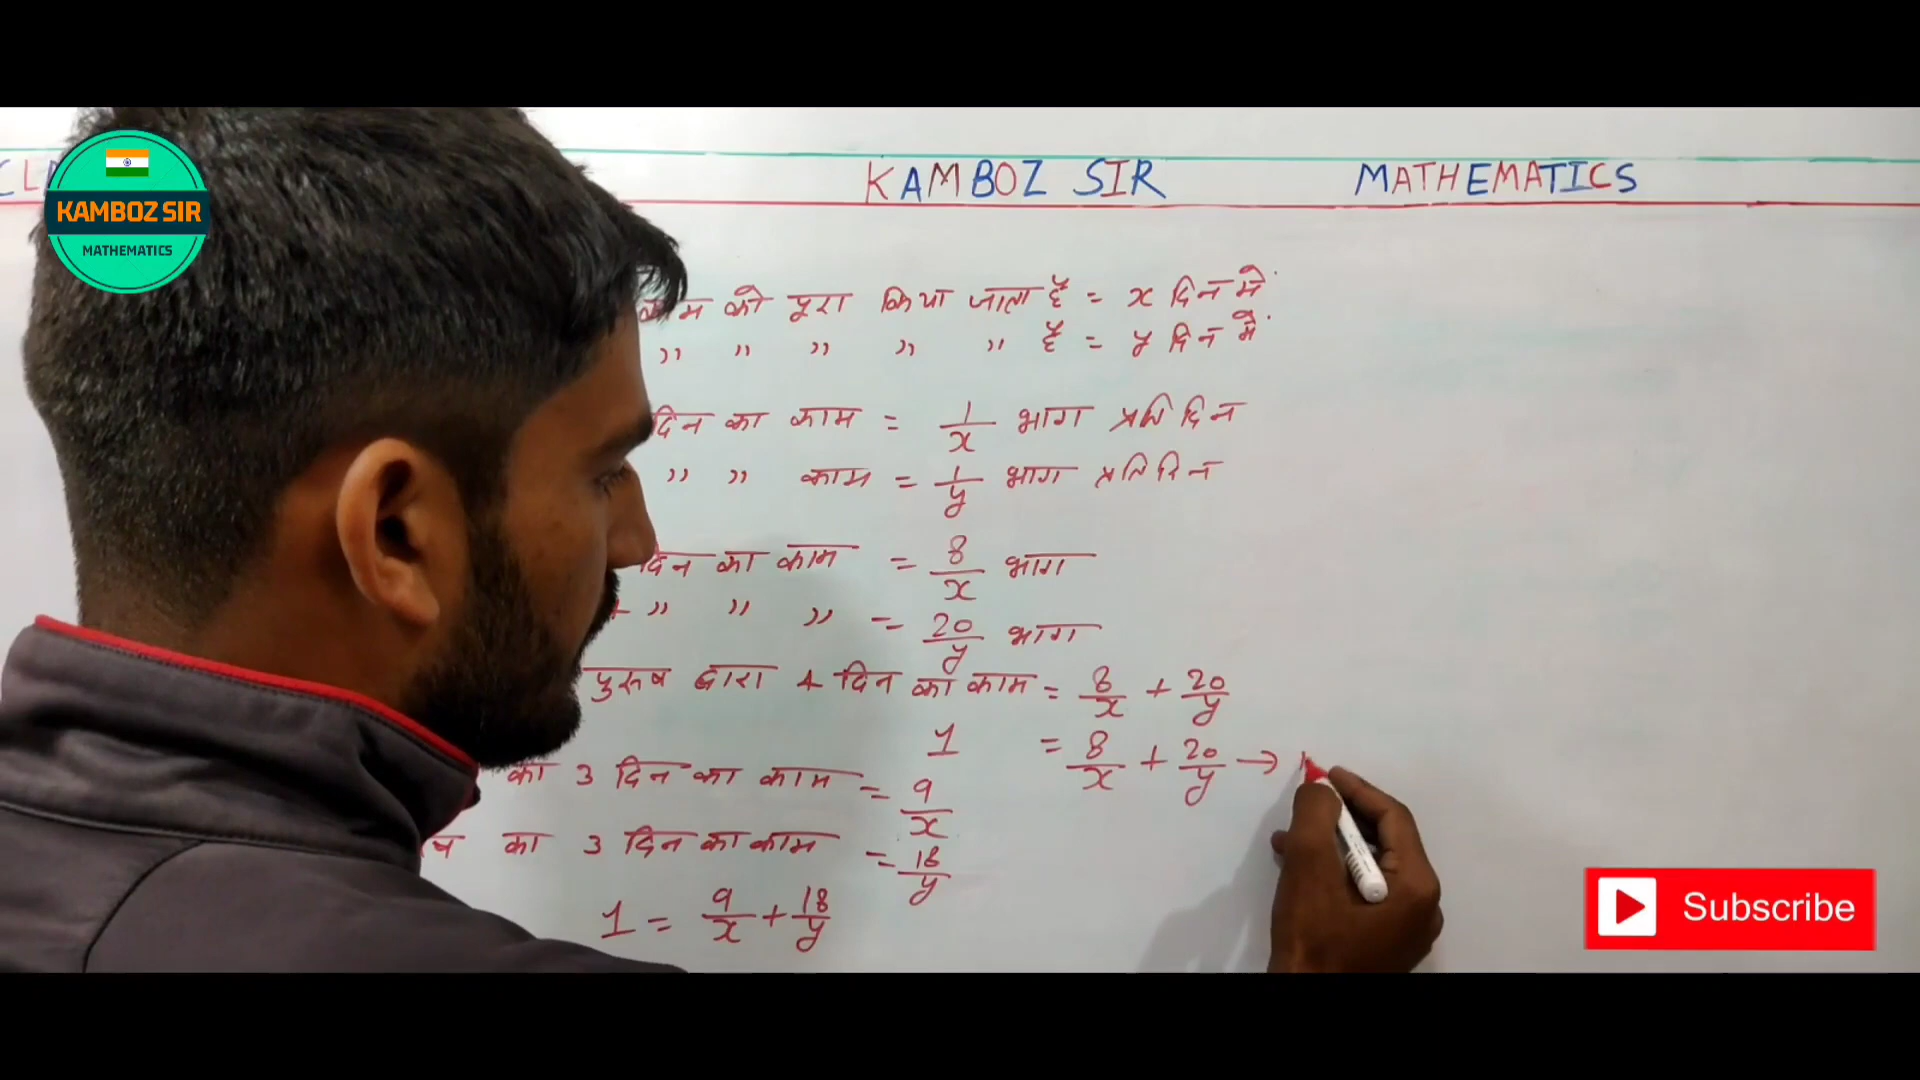 KAMBOZ SIR MATHEMATICS
KAMBOZ SIR
MATHEMATICS
काम को पूरा किया जाता है = x दिन में
,, ,, ,, ,, ,, है = y दिन में
दिन का काम = 1/x भाग प्रति दिन
,, ,, काम = 1/y भाग प्रतिदिन
दिन का काम = 8/x भाग
,, ,, ,, = 20/y भाग
पुरुष द्वारा 4 दिन का काम = 8/x + 20/y
1 = 8/x + 20/y →
का 3 दिन का काम = 9/x
का 3 दिन का काम = 18/y
1 = 9/x + 18/y
Subscribe